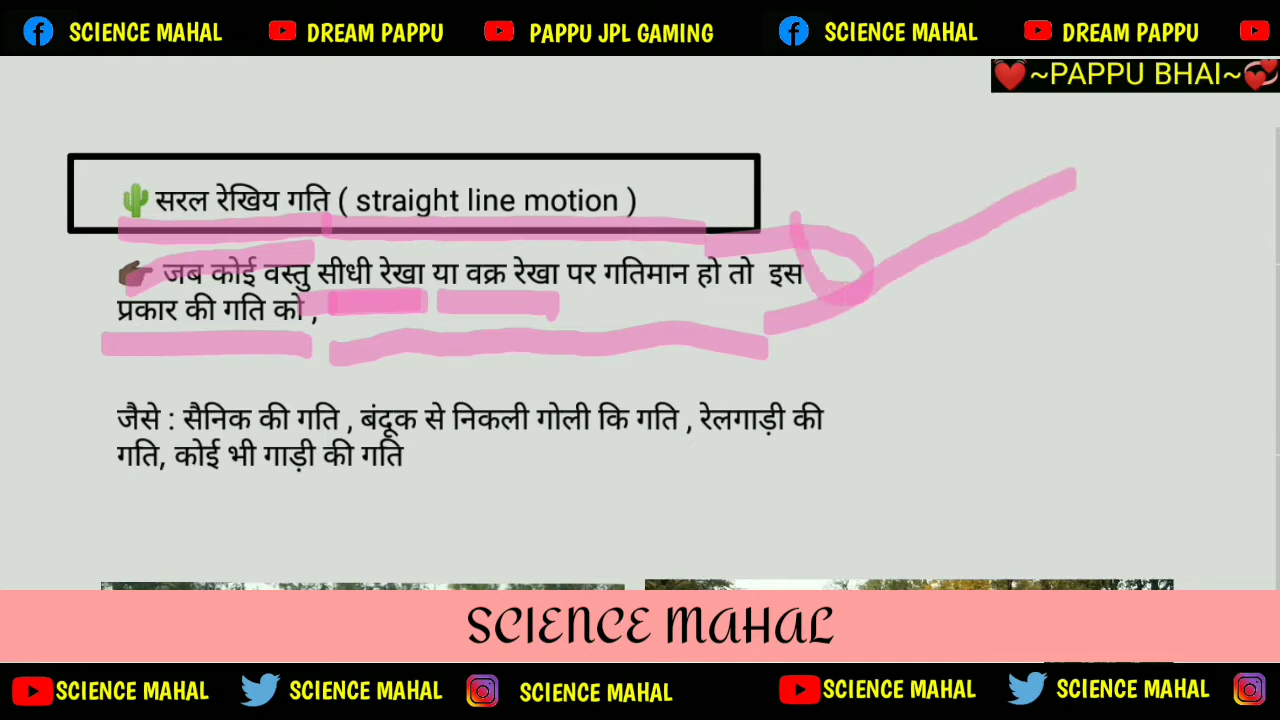 SCIENCE MAHAL DREAM PAPPU PAPPU JPL GAMING SCIENCE MAHAL DREAM PAPPU
~PAPPU BHAI~
सरल रेखिय गति ( straight line motion )
जब कोई वस्तु सीधी रेखा या वक्र रेखा पर गतिमान हो तो इस
प्रकार की गति को ,
जैसे : सैनिक की गति , बंदूक से निकली गोली कि गति , रेलगाड़ी की
गति, कोई भी गाड़ी की गति
SCIENCE MAHAL
SCIENCE MAHAL SCIENCE MAHAL SCIENCE MAHAL SCIENCE MAHAL SCIENCE MAHAL